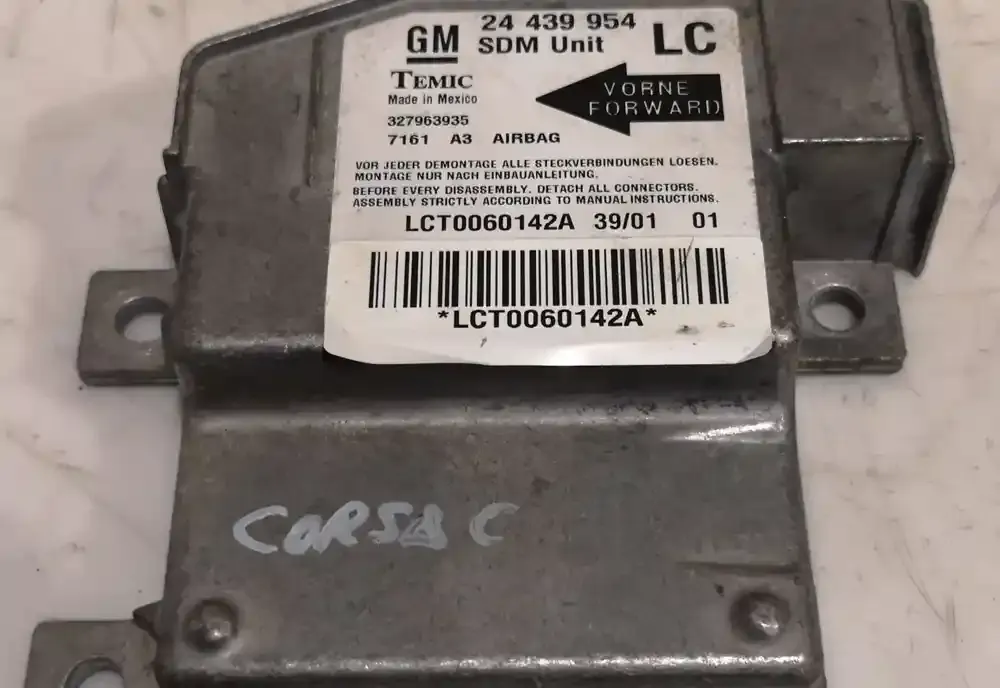 GM 24 439 954 LC
SDM Unit
TEMIC
Made in Mexico
VORNE
FORWARD
327963935
7161 A3 AIRBAG
VOR JEDER DEMONTAGE ALLE STECKVERBINDUNGEN LOESEN.
MONTAGE NUR NACH EINBAUANLEITUNG.
BEFORE EVERY DISASSEMBLY. DETACH ALL CONNECTORS.
ASSEMBLY STRICTLY ACCORDING TO MANUAL INSTRUCTIONS.
LCT0060142A 39/01 01
*LCT0060142A*
CORSA C